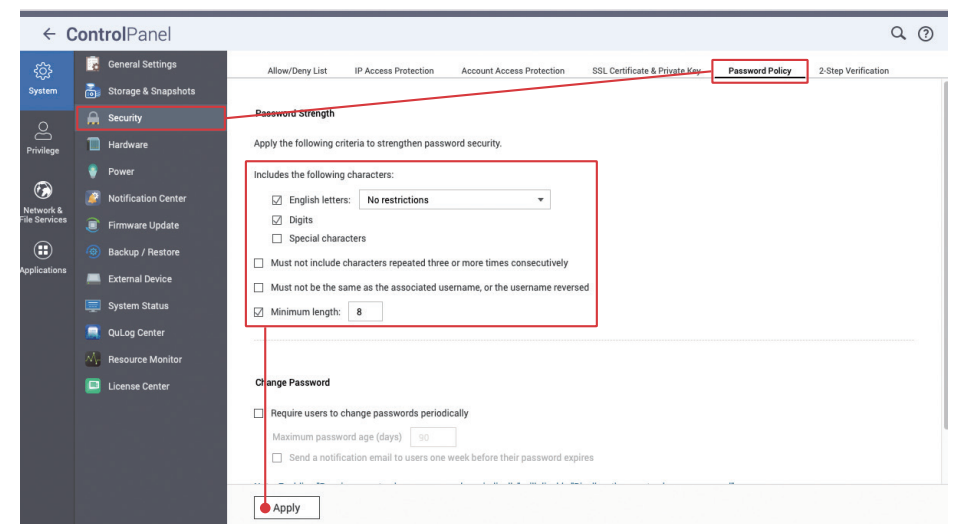 ControlPanel
System
Privilege
Network &
File Services
Applications
General Settings
Storage & Snapshots
Security
Hardware
Power
Notification Center
Firmware Update
Backup / Restore
External Device
System Status
QuLog Center
Resource Monitor
License Center
Allow/Deny List IP Access Protection Account Access Protection SSL Certificate & Private Key Password Policy 2-Step Verification
Password Strength
Apply the following criteria to strengthen password security.
Includes the following characters:
English letters: No restrictions
Digits
Special characters
Must not include characters repeated three or more times consecutively
Must not be the same as the associated username, or the username reversed
Minimum length: 8
Change Password
Require users to change passwords periodically
Maximum password age (days) 90
Send a notification email to users one week before their password expires
Apply